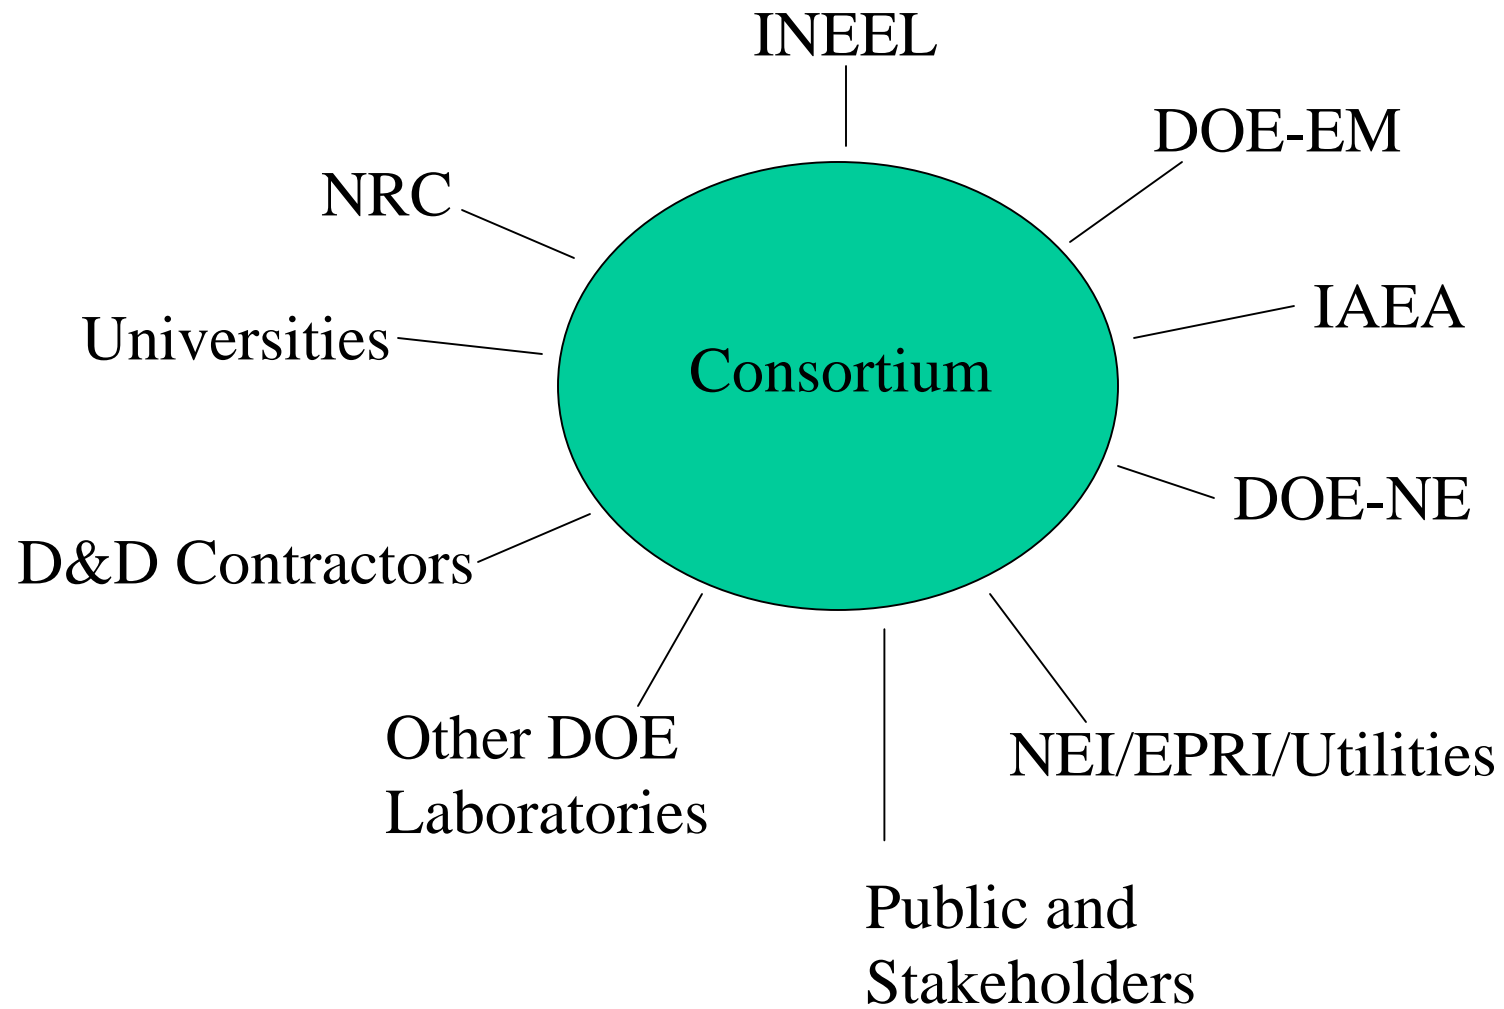 INEEL
DOE-EM
NRC
IAEA
Universities
Consortium
DOE-NE
D&D Contractors
Other DOE
Laboratories
NEI/EPRI/Utilities
Public and
Stakeholders